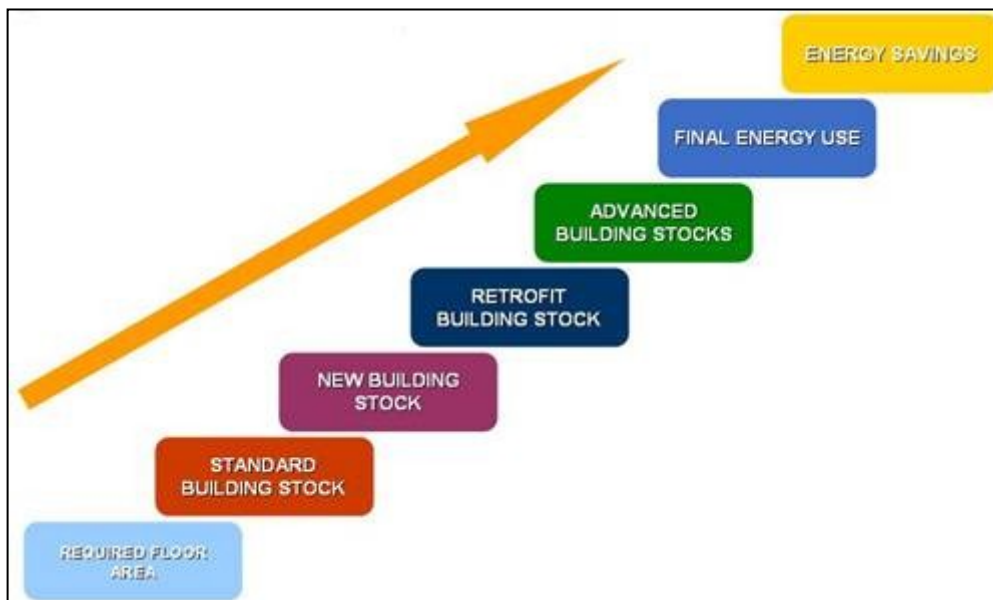 ENERGY SAVINGS
FINAL ENERGY USE
ADVANCED
BUILDING STOCKS
RETROFIT
BUILDING STOCK
NEW BUILDING
STOCK
STANDARD
BUILDING STOCK
REQUIRED FLOOR
AREA